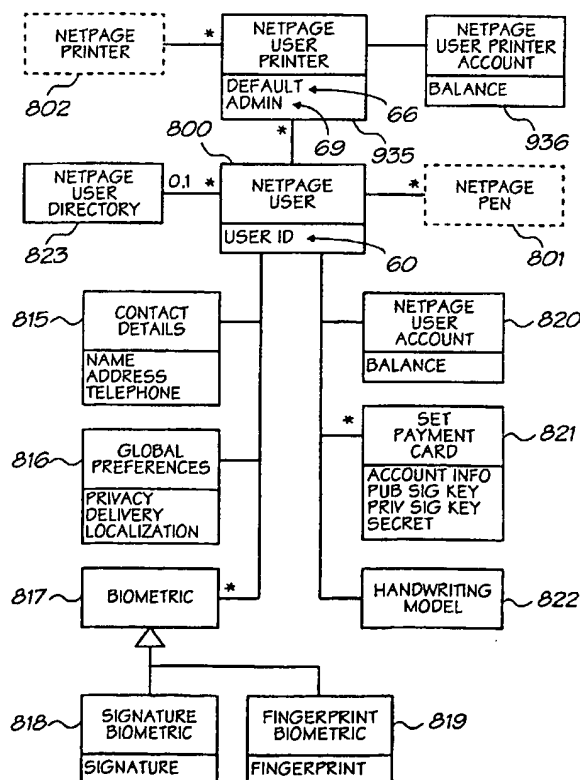 NETPAGE
PRINTER
802
*
NETPAGE
USER
PRINTER
DEFAULT
ADMIN
66
69
935
*
NETPAGE
USER PRINTER
ACCOUNT
BALANCE
936
800
NETPAGE
USER
DIRECTORY
823
0,1
*
NETPAGE
USER
USER ID
60
*
NETPAGE
PEN
801
815
CONTACT
DETAILS
NAME
ADDRESS
TELEPHONE
NETPAGE
USER
ACCOUNT
BALANCE
820
816
GLOBAL
PREFERENCES
PRIVACY
DELIVERY
LOCALIZATION
*
SET
PAYMENT
CARD
ACCOUNT INFO
PUB SIG KEY
PRIV SIG KEY
SECRET
821
817
BIOMETRIC
*
HANDWRITING
MODEL
822
818
SIGNATURE
BIOMETRIC
SIGNATURE
FINGERPRINT
BIOMETRIC
FINGERPRINT
819